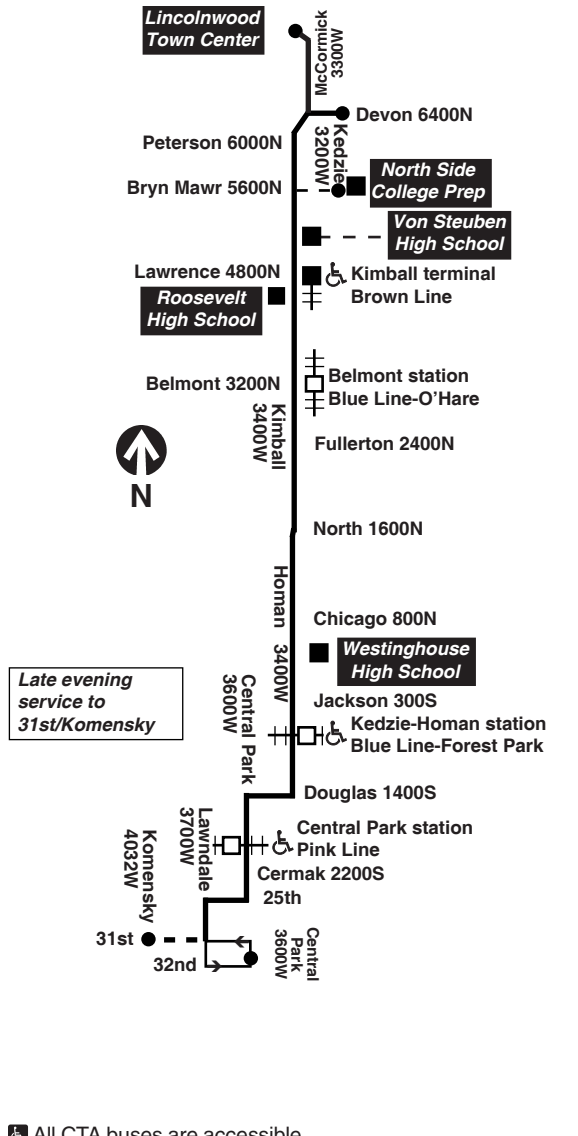 Lincolnwood
Town Center
McCormick
3300W
Devon 6400N
Peterson 6000N
Kedzie
3200W
Bryn Mawr 5600N
North Side
College Prep
Von Steuben
High School
Lawrence 4800N
Kimball terminal
Brown Line
Roosevelt
High School
Belmont 3200N
Belmont station
Blue Line-O'Hare
Kimball
3400W
Fullerton 2400N
N
North 1600N
Homan 3400W
Chicago 800N
Westinghouse
High School
Late evening
service to
31st/Komensky
Central Park
3600W
Jackson 300S
Kedzie-Homan station
Blue Line-Forest Park
Douglas 1400S
Lawndale
3700W
Central Park station
Pink Line
Komensky
4032W
Cermak 2200S
25th
31st
32nd
Central
Park
3600W
All CTA buses are accessible